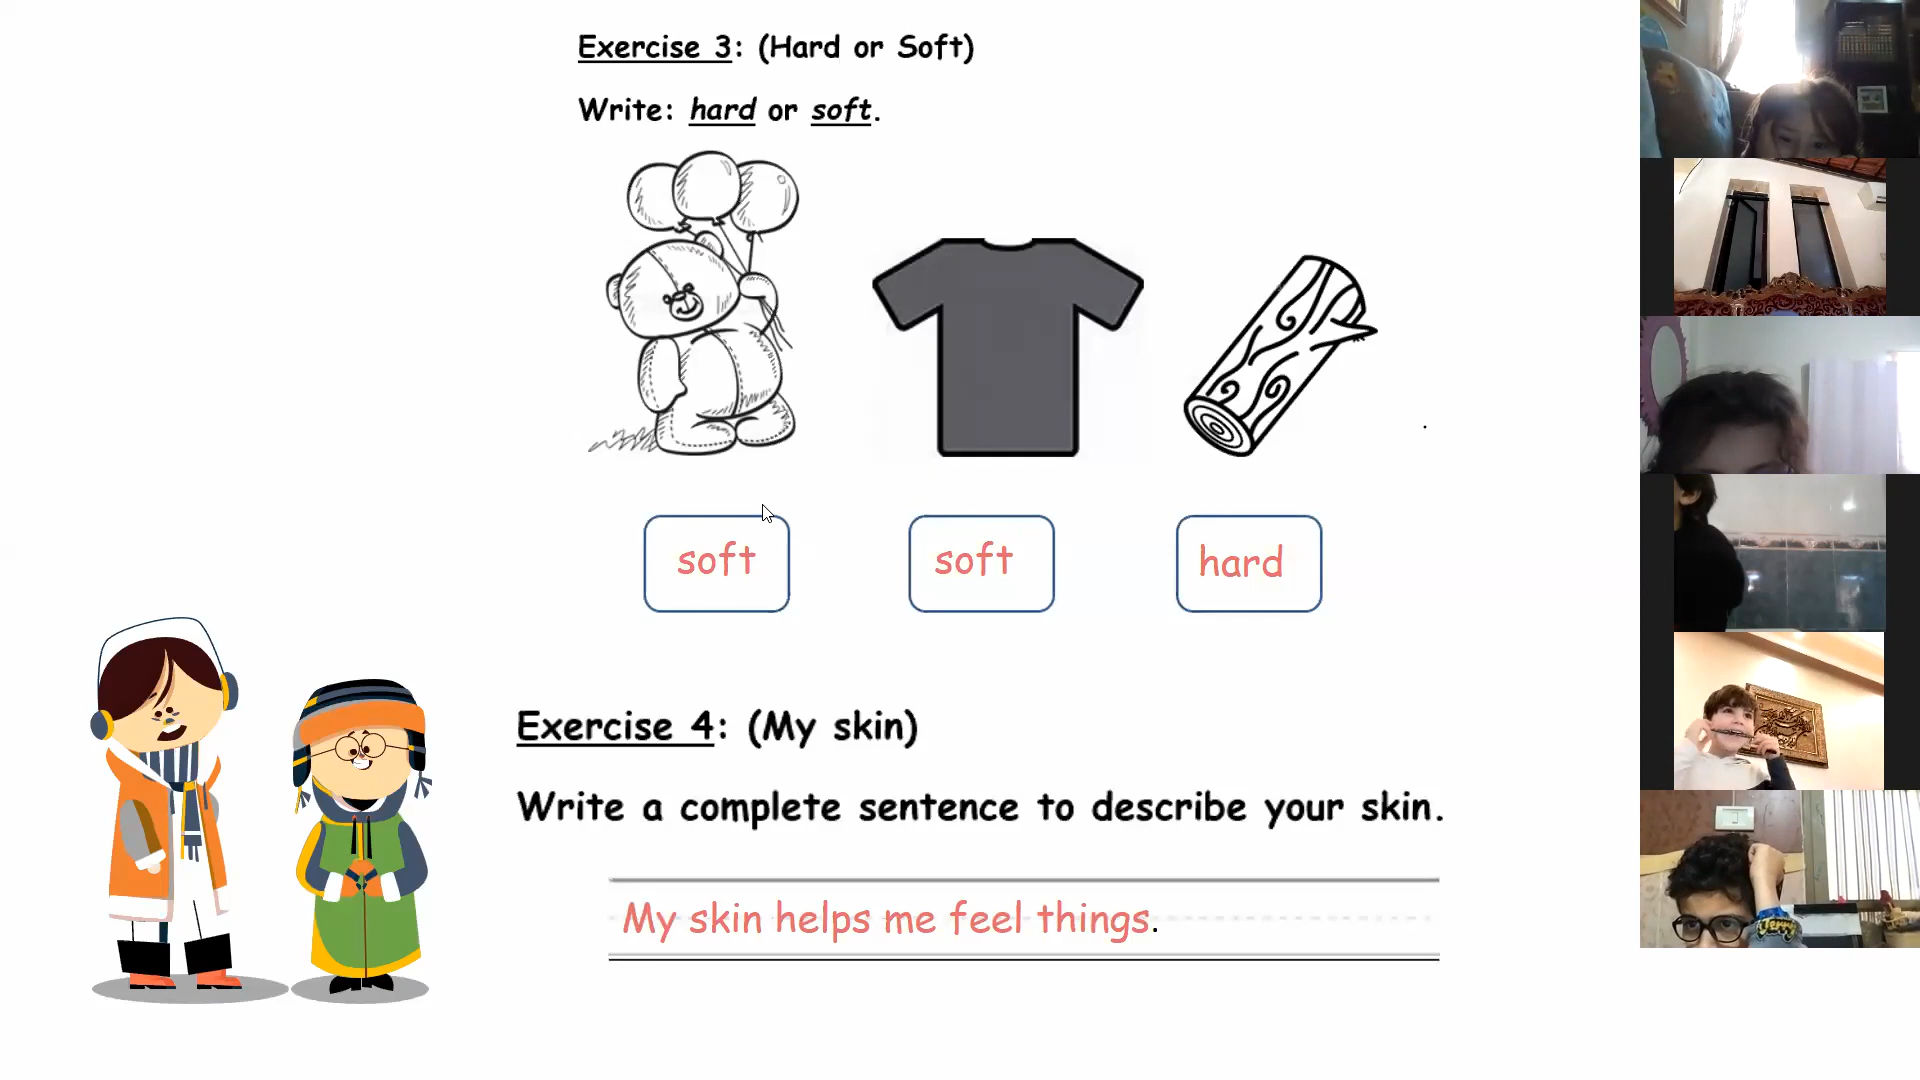 Exercise 3: (Hard or Soft)
Write: hard or soft.
soft soft hard
Exercise 4: (My skin)
Write a complete sentence to describe your skin.
My skin helps me feel things.
Jerry